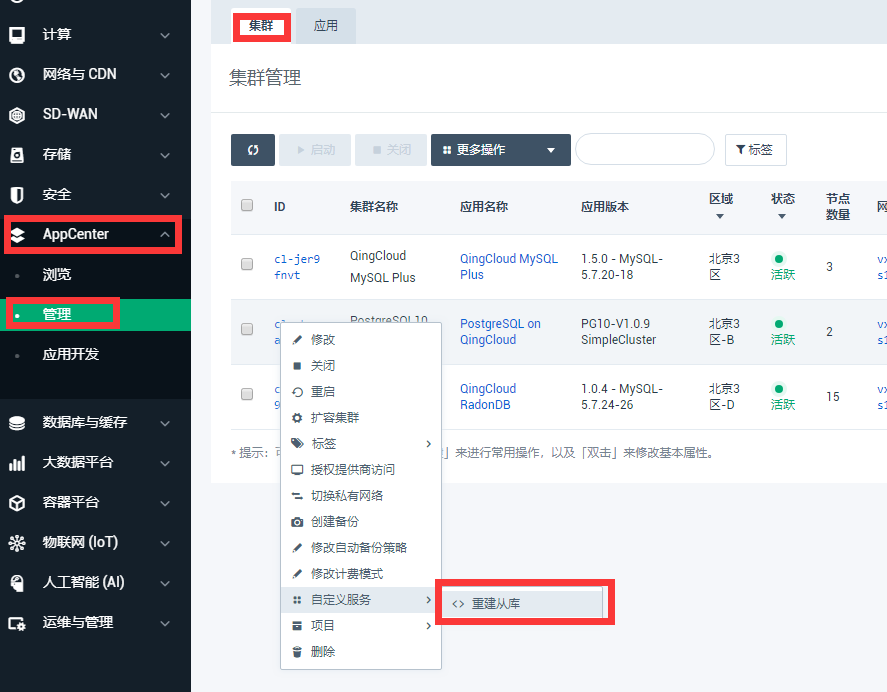 计算
网络与 CDN
SD-WAN
存储
安全
AppCenter
浏览
管理
应用开发
数据库与缓存
大数据平台
容器平台
物联网 (IoT)
人工智能 (AI)
运维与管理
集群
应用
集群管理
启动
关闭
更多操作
标签
ID
集群名称
应用名称
应用版本
区域
状态
节点
数量
cl-jer9
fnvt
QingCloud
MySQL Plus
QingCloud MySQL
Plus
1.5.0 - MySQL-
5.7.20-18
北京3
区
活跃
3
PostgreSQL10
PostgreSQL on
QingCloud
PG10-V1.0.9
SimpleCluster
北京3
区-B
活跃
2
QingCloud
RadonDB
1.0.4 - MySQL-
5.7.24-26
北京3
区-D
活跃
15
* 提示:
」来进行常用操作，以及「双击」来修改基本属性。
修改
关闭
重启
扩容集群
标签
授权提供商访问
切换私有网络
创建备份
修改自动备份策略
修改计费模式
自定义服务
项目
删除
重建从库